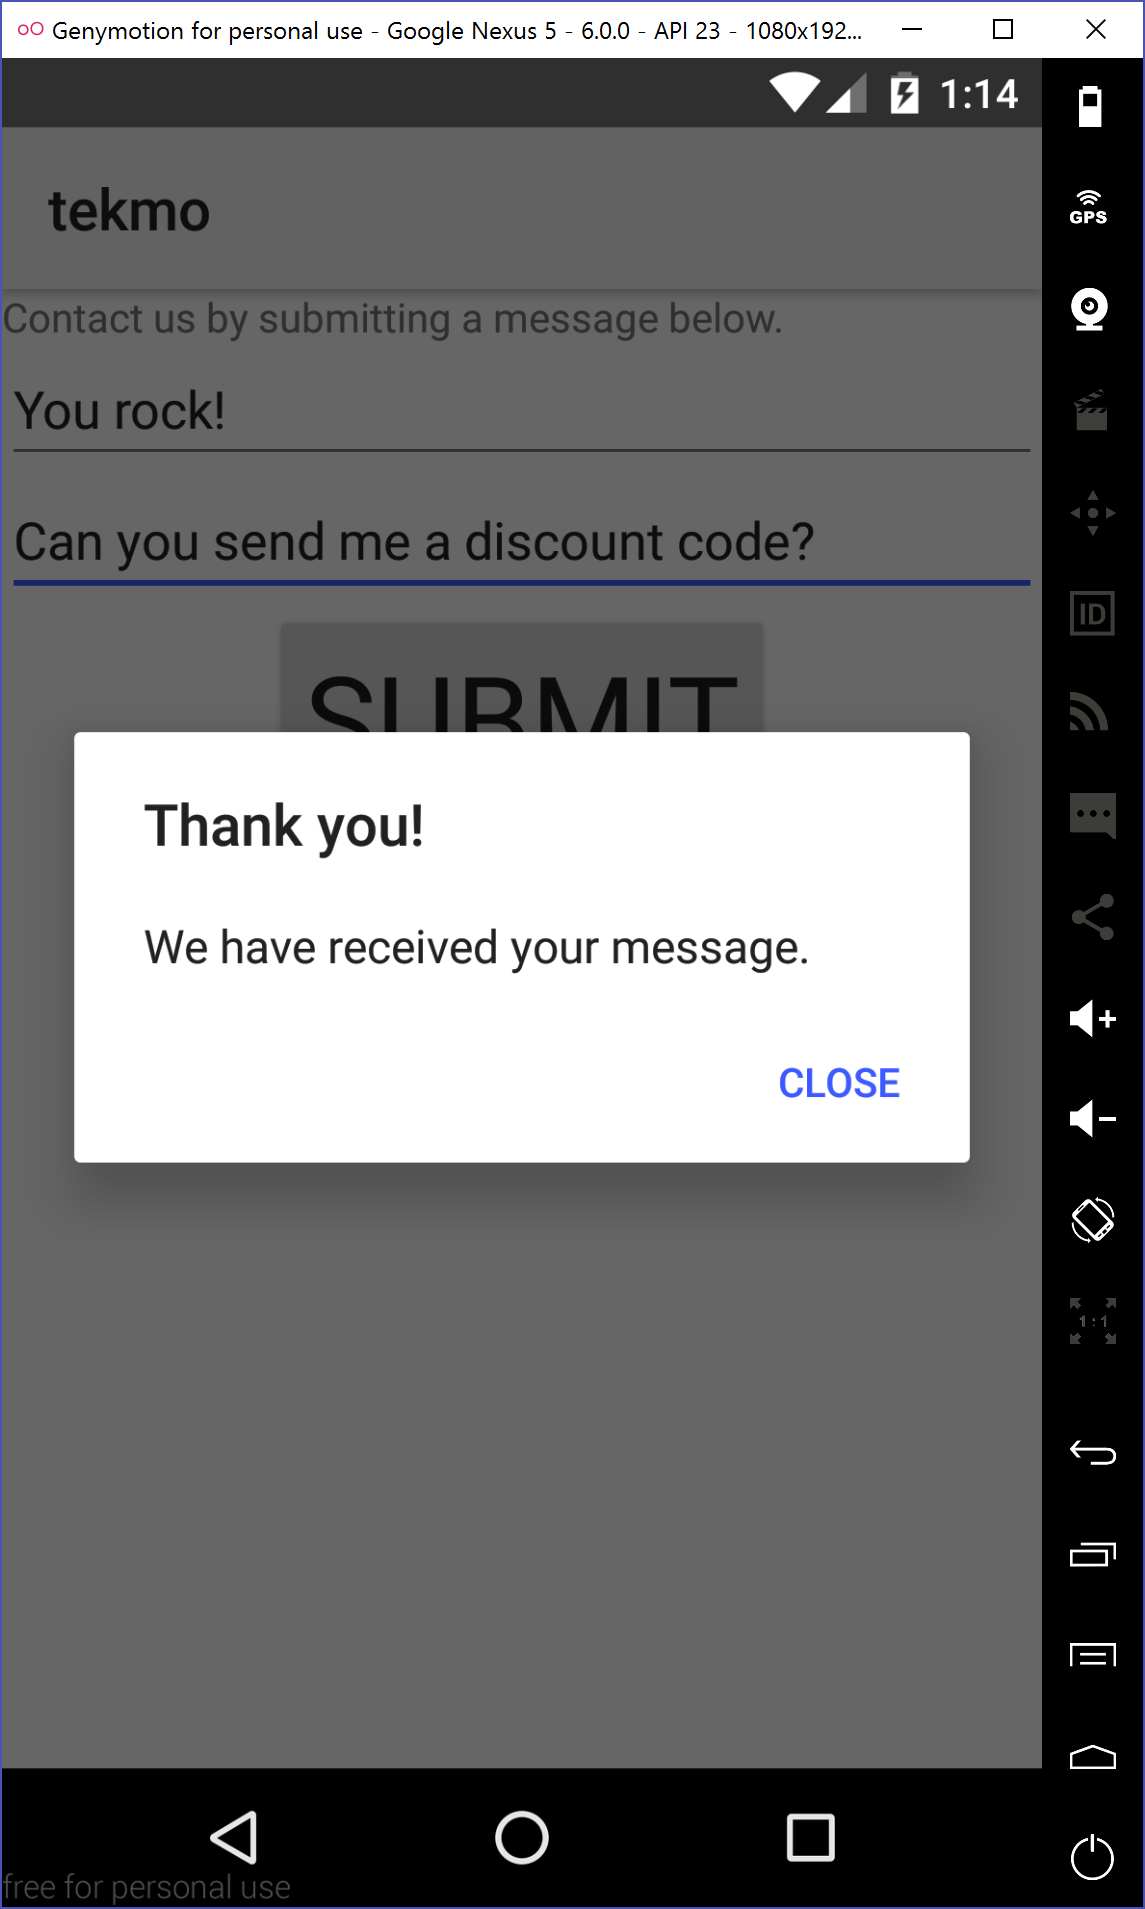 Genymotion for personal use - Google Nexus 5 - 6.0.0 - API 23 - 1080x192...
1:14
tekmo
GPS
Contact us by submitting a message below.
You rock!
Can you send me a discount code?
ID
SUBMIT
Thank you!
We have received your message.
CLOSE
1:1
free for personal use